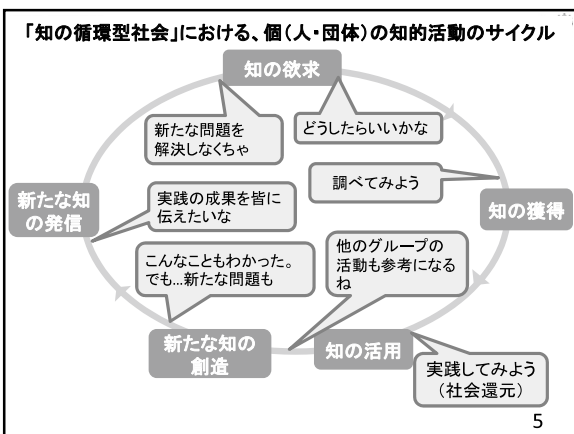 「知の循環型社会」における、個（人・団体）の知的活動のサイクル
知の欲求
新たな問題を
解決しなくちゃ
どうしたらいいかな
調べてみよう
知の獲得
新たな知
の発信
実践の成果を皆に
伝えたいな
他のグループの
活動も参考になる
ね
こんなこともわかった。
でも…新たな問題も
新たな知の
創造
知の活用
実践してみよう
（社会還元）
5